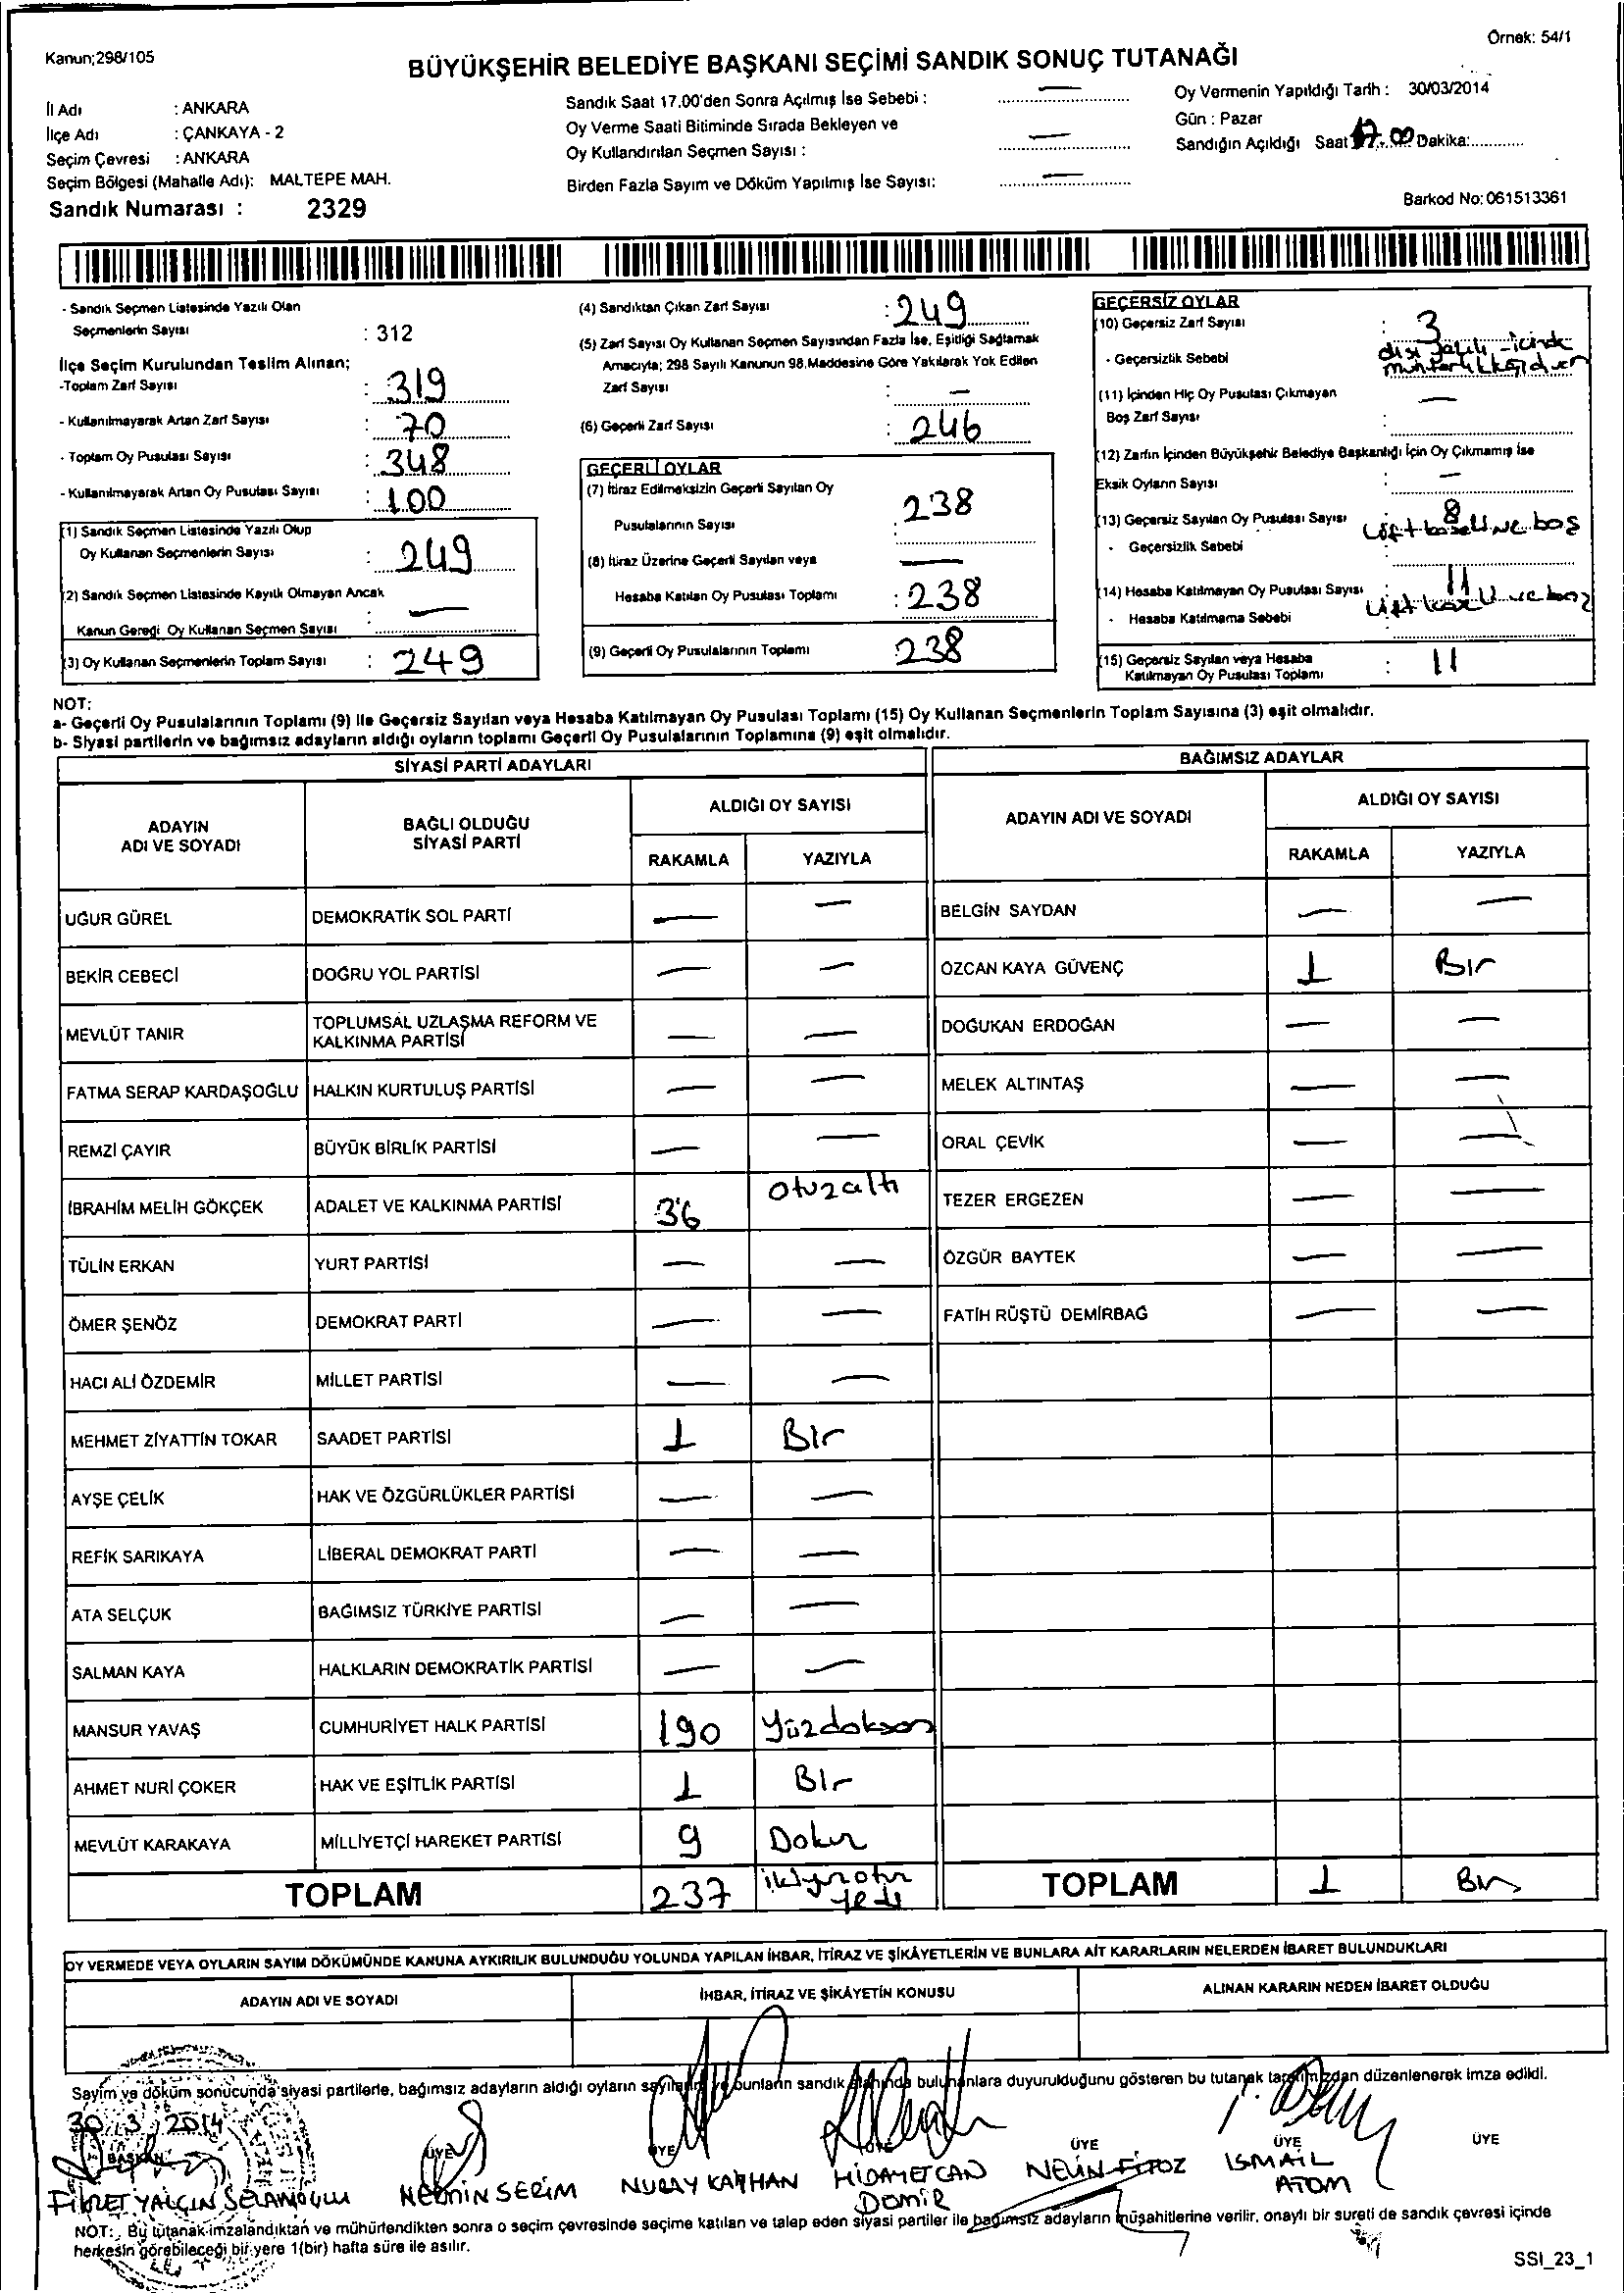 Örnek: 54/1
Kanun;298/105
BÜYÜKŞEHİR BELEDİYE BAŞKANI SEÇİMİ SANDIK SONUÇ TUTANAĞI
İl Adı : ANKARA
İlçe Adı : ÇANKAYA - 2
Seçim Çevresi : ANKARA
Seçim Bölgesi (Mahalle Adı): MALTEPE MAH.
Sandık Numarası : 2329
Sandık Saat 17.00'den Sonra Açılmış İse Sebebi : —
Oy Verme Saati Bitiminde Sırada Bekleyen ve
Oy Kullandırılan Seçmen Sayısı : —
Birden Fazla Sayım ve Döküm Yapılmış İse Sayısı: —
Oy Vermenin Yapıldığı Tarih : 30/03/2014
Gün : Pazar
Sandığın Açıldığı Saat 17.00 Dakika:
Barkod No: 061513361
- Sandık Seçmen Listesinde Yazılı Olan
Seçmenlerin Sayısı : 312
İlçe Seçim Kurulundan Teslim Alınan;
-Toplam Zarf Sayısı : 319
- Kullanılmayarak Artan Zarf Sayısı : 70
- Toplam Oy Pusulası Sayısı : 348
- Kullanılmayarak Artan Oy Pusulası Sayısı : 100
(1) Sandık Seçmen Listesinde Yazılı Olup
Oy Kullanan Seçmenlerin Sayısı : 249
(2) Sandık Seçmen Listesinde Kayıtlı Olmayan Ancak
Kanun Gereği Oy Kullanan Seçmen Sayısı : —
(3) Oy Kullanan Seçmenlerin Toplam Sayısı : 249
(4) Sandıktan Çıkan Zarf Sayısı : 249
(5) Zarf Sayısı Oy Kullanan Seçmen Sayısından Fazla İse, Eşitliği Sağlamak
Amacıyla; 298 Sayılı Kanunun 98.Maddesine Göre Yakılarak Yok Edilen
Zarf Sayısı : —
(6) Geçerli Zarf Sayısı : 246
GEÇERLİ OYLAR
(7) İtiraz Edilmeksizin Geçerli Sayılan Oy
Pusulalarının Sayısı : 238
(8) İtiraz Üzerine Geçerli Sayılan veya —
Hesaba Katılan Oy Pusulası Toplamı : 238
(9) Geçerli Oy Pusulalarının Toplamı : 238
GEÇERSİZ OYLAR
(10) Geçersiz Zarf Sayısı : 3
- Geçersizlik Sebebi : dışı içinde
muhtarlık
(11) İçinden Hiç Oy Pusulası Çıkmayan —
Boş Zarf Sayısı :
(12) Zarfın İçinden Büyükşehir Belediye Başkanlığı İçin Oy Çıkmamış İse
Eksik Oyların Sayısı : —
(13) Geçersiz Sayılan Oy Pusulası Sayısı : 8
- Geçersizlik Sebebi ve boş
(14) Hesaba Katılmayan Oy Pusulası Sayısı : 11
- Hesaba Katılmama Sebebi
(15) Geçersiz Sayılan veya Hesaba
Katılmayan Oy Pusulası Toplamı : 11
NOT:
a- Geçerli Oy Pusulalarının Toplamı (9) ile Geçersiz Sayılan veya Hesaba Katılmayan Oy Pusulası Toplamı (15) Oy Kullanan Seçmenlerin Toplam Sayısına (3) eşit olmalıdır.
b- Siyasi partilerin ve bağımsız adayların aldığı oyların toplamı Geçerli Oy Pusulalarının Toplamına (9) eşit olmalıdır.
SİYASİ PARTİ ADAYLARI
ADAYIN ADI VE SOYADI BAĞLI OLDUĞU SİYASİ PARTİ ALDIĞI OY SAYISI
RAKAMLA YAZIYLA
UĞUR GÜREL DEMOKRATİK SOL PARTİ — —
BEKİR CEBECİ DOĞRU YOL PARTİSİ — —
MEVLÜT TANIR TOPLUMSAL UZLAŞMA REFORM VE KALKINMA PARTİSİ — —
FATMA SERAP KARDAŞOĞLU HALKIN KURTULUŞ PARTİSİ — —
REMZİ ÇAYIR BÜYÜK BİRLİK PARTİSİ — —
İBRAHİM MELİH GÖKÇEK ADALET VE KALKINMA PARTİSİ 36 otuzaltı
TÜLİN ERKAN YURT PARTİSİ — —
ÖMER ŞENÖZ DEMOKRAT PARTİ — —
HACI ALİ ÖZDEMİR MİLLET PARTİSİ — —
MEHMET ZİYATTİN TOKAR SAADET PARTİSİ 1 Bir
AYŞE ÇELİK HAK VE ÖZGÜRLÜKLER PARTİSİ — —
REFİK SARIKAYA LİBERAL DEMOKRAT PARTİ — —
ATA SELÇUK BAĞIMSIZ TÜRKİYE PARTİSİ — —
SALMAN KAYA HALKLARIN DEMOKRATİK PARTİSİ — —
MANSUR YAVAŞ CUMHURİYET HALK PARTİSİ 190 Yüzdoksan
AHMET NURİ ÇOKER HAK VE EŞİTLİK PARTİSİ 1 Bir
MEVLÜT KARAKAYA MİLLİYETÇİ HAREKET PARTİSİ 9 Dokuz
TOPLAM 237 ikiyüzotuz yedi
BAĞIMSIZ ADAYLAR
ADAYIN ADI VE SOYADI ALDIĞI OY SAYISI
RAKAMLA YAZIYLA
BELGİN SAYDAN — —
ÖZCAN KAYA GÜVENÇ 1 Bir
DOĞUKAN ERDOĞAN — —
MELEK ALTINTAŞ — —
ORAL ÇEVİK — —
TEZER ERGEZEN — —
ÖZGÜR BAYTEK — —
FATİH RÜŞTÜ DEMİRBAĞ — —
TOPLAM 1 Bir
OY VERMEDE VEYA OYLARIN SAYIM DÖKÜMÜNDE KANUNA AYKIRILIK BULUNDUĞU YOLUNDA YAPILAN İHBAR, İTİRAZ VE ŞİKÂYETLERİN VE BUNLARA AİT KARARLARIN NELERDEN İBARET BULUNDUKLARI
ADAYIN ADI VE SOYADI İHBAR, İTİRAZ VE ŞİKÂYETİN KONUSU ALINAN KARARIN NEDEN İBARET OLDUĞU
Sayım ve döküm sonucunda siyasi partilerle, bağımsız adayların aldığı oyların sayılarını ve bunların sandık alanında bulunanlara duyurulduğunu gösteren bu tutanak tarafımızdan düzenlenerek imza edildi.
30 3 2014
BAŞKAN ÜYE ÜYE ÜYE ÜYE ÜYE ÜYE
FİKRET YALÇIN SELAMOĞLU NERMİN SERİM NURAY KAYHAN HİDAYET CAN DEMİR NELİN FİTOZ İSMAİL ATOM
NOT: Bu tutanak imzalandıktan ve mühürlendikten sonra o seçim çevresinde seçime katılan ve talep eden siyasi partiler ile bağımsız adayların müşahitlerine verilir, onaylı bir sureti de sandık çevresi içinde
herkesin görebileceği bir yere 1(bir) hafta süre ile asılır.
SSI_23_1